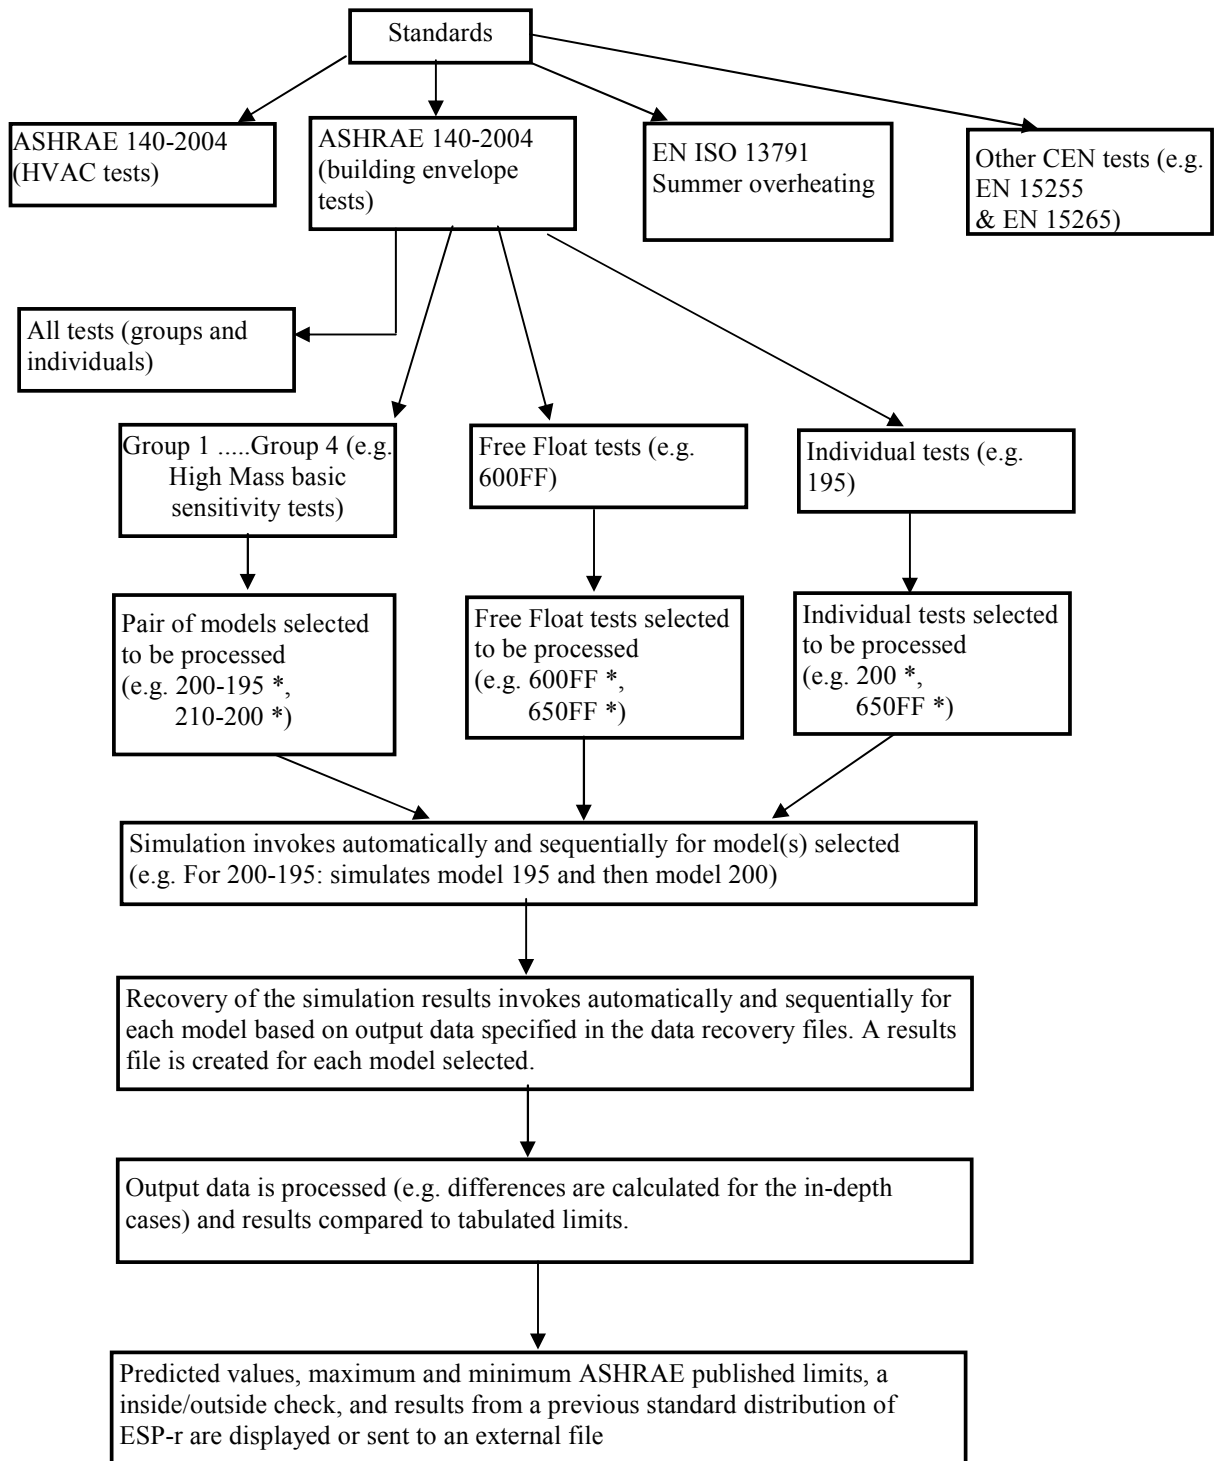 Standards
ASHRAE 140-2004
(HVAC tests)
ASHRAE 140-2004
(building envelope
tests)
EN ISO 13791
Summer overheating
Other CEN tests (e.g.
EN 15255
& EN 15265)
All tests (groups and
individuals)
Group 1 .....Group 4 (e.g.
High Mass basic
sensitivity tests)
Free Float tests (e.g.
600FF)
Individual tests (e.g.
195)
Pair of models selected
to be processed
(e.g. 200-195 *,
210-200 *)
Free Float tests selected
to be processed
(e.g. 600FF *,
650FF *)
Individual tests selected
to be processed
(e.g. 200 *,
650FF *)
Simulation invokes automatically and sequentially for model(s) selected
(e.g. For 200-195: simulates model 195 and then model 200)
Recovery of the simulation results invokes automatically and sequentially for
each model based on output data specified in the data recovery files. A results
file is created for each model selected.
Output data is processed (e.g. differences are calculated for the in-depth
cases) and results compared to tabulated limits.
Predicted values, maximum and minimum ASHRAE published limits, a
inside/outside check, and results from a previous standard distribution of
ESP-r are displayed or sent to an external file